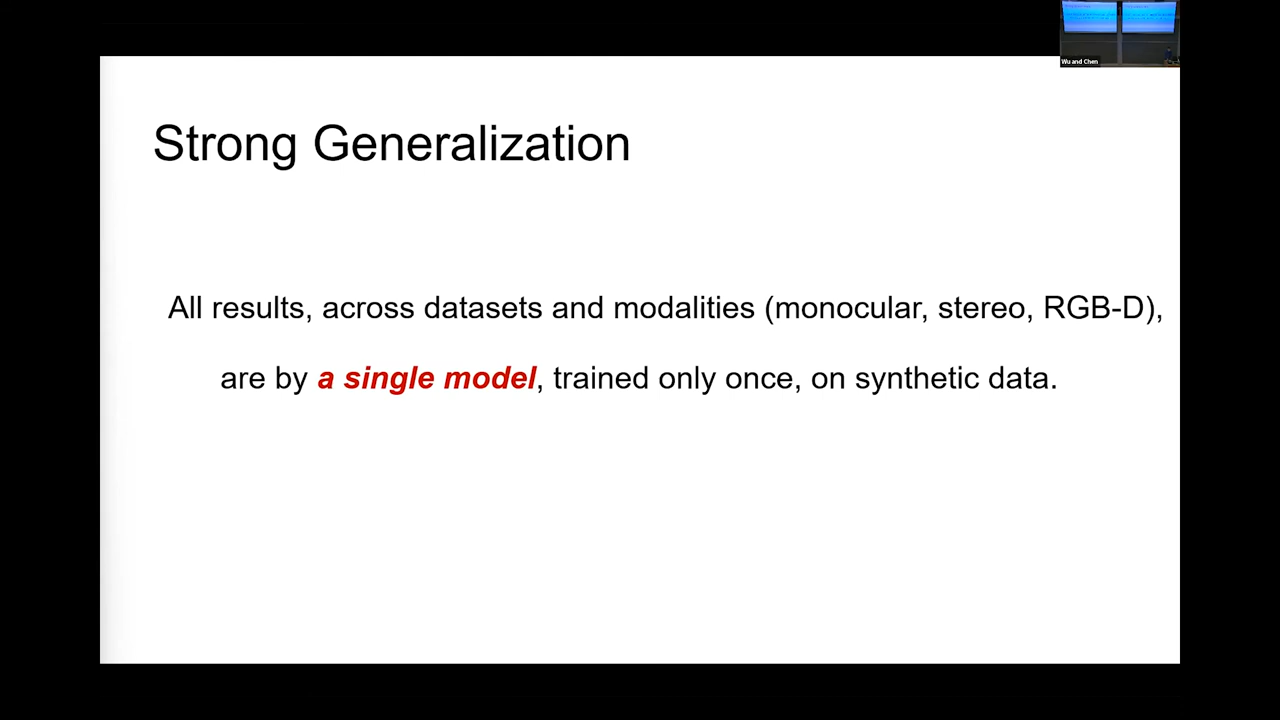 Wu and Chen
Strong Generalization
All results, across datasets and modalities (monocular, stereo, RGB-D),
are by a single model, trained only once, on synthetic data.